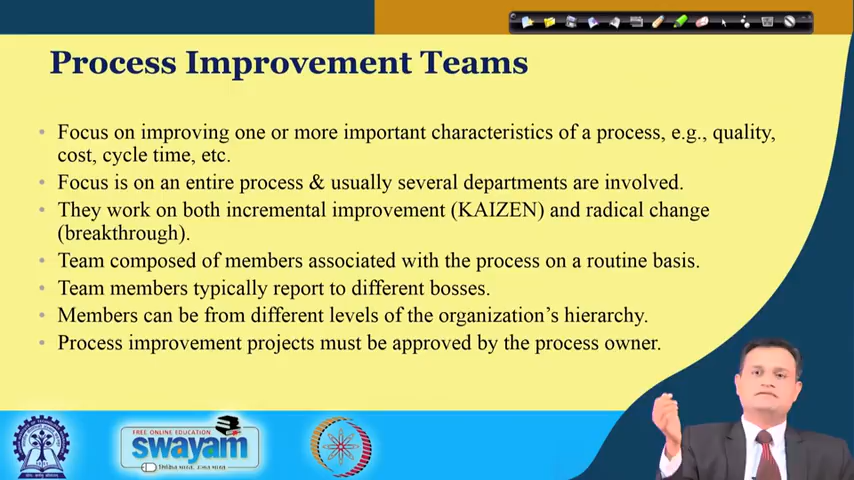 Process Improvement Teams
• Focus on improving one or more important characteristics of a process, e.g., quality,
cost, cycle time, etc.
• Focus is on an entire process & usually several departments are involved.
• They work on both incremental improvement (KAIZEN) and radical change
(breakthrough).
• Team composed of members associated with the process on a routine basis.
• Team members typically report to different bosses.
• Members can be from different levels of the organization's hierarchy.
• Process improvement projects must be approved by the process owner.
FREE ONLINE EDUCATION
swayam